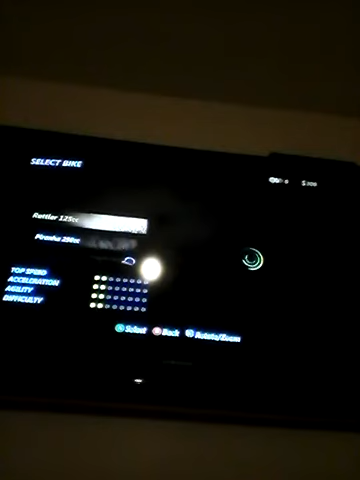 SELECT BIKE
Rattler 125cc
Piranha 250cc
TOP SPEED
ACCELERATION
AGILITY
DIFFICULTY
Select Back Rotate/Zoom